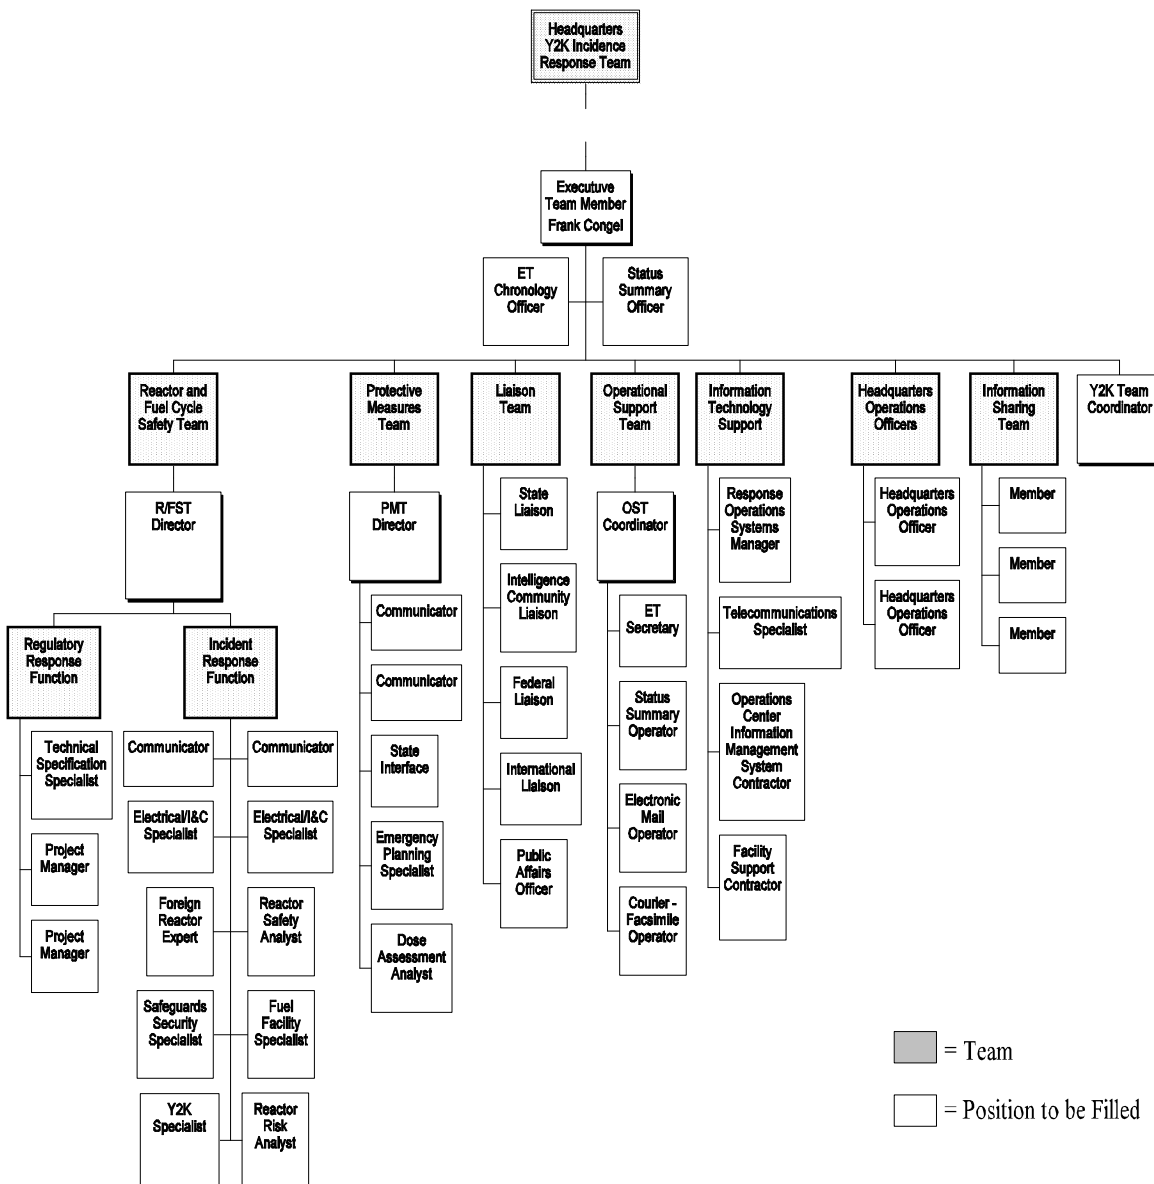 Headquarters
Y2K Incidence
Response Team
Executuve
Team Member
Frank Congel
ET
Chronology
Officer
Status
Summary
Officer
Reactor and
Fuel Cycle
Safety Team
Protective
Measures
Team
Liaison
Team
Operational
Support
Team
Information
Technology
Support
Headquarters
Operations
Officers
Information
Sharing
Team
Y2K Team
Coordinator
R/FST
Director
Regulatory
Response
Function
Technical
Specification
Specialist
Project
Manager
Project
Manager
Incident
Response
Function
Communicator
Communicator
Electrical/I&C
Specialist
Electrical/I&C
Specialist
Foreign
Reactor
Expert
Reactor
Safety
Analyst
Safeguards
Security
Specialist
Fuel
Facility
Specialist
Y2K
Specialist
Reactor
Risk
Analyst
PMT
Director
Communicator
Communicator
State
Interface
Emergency
Planning
Specialist
Dose
Assessment
Analyst
State
Liaison
Intelligence
Community
Liaison
Federal
Liaison
International
Liaison
Public
Affairs
Officer
OST
Coordinator
ET
Secretary
Status
Summary
Operator
Electronic
Mail
Operator
Courier -
Facsimile
Operator
Response
Operations
Systems
Manager
Telecommunications
Specialist
Operations
Center
Information
Management
System
Contractor
Facility
Support
Contractor
Headquarters
Operations
Officer
Headquarters
Operations
Officer
Member
Member
Member
= Team
= Position to be Filled